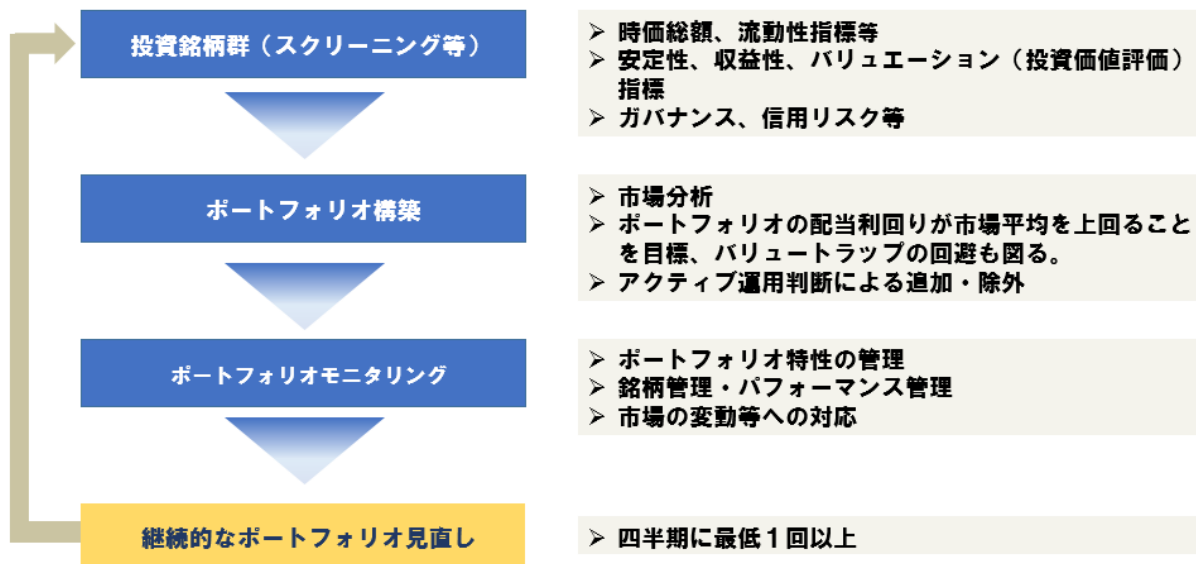 投資銘柄群（スクリーニング等）
➢ 時価総額、流動性指標等
➢ 安定性、収益性、バリュエーション（投資価値評価）
指標
➢ ガバナンス、信用リスク等
ポートフォリオ構築
➢ 市場分析
➢ ポートフォリオの配当利回りが市場平均を上回ること
を目標、バリュートラップの回避も図る。
➢ アクティブ運用判断による追加・除外
ポートフォリオモニタリング
➢ ポートフォリオ特性の管理
➢ 銘柄管理・パフォーマンス管理
➢ 市場の変動等への対応
継続的なポートフォリオ見直し
➢ 四半期に最低１回以上